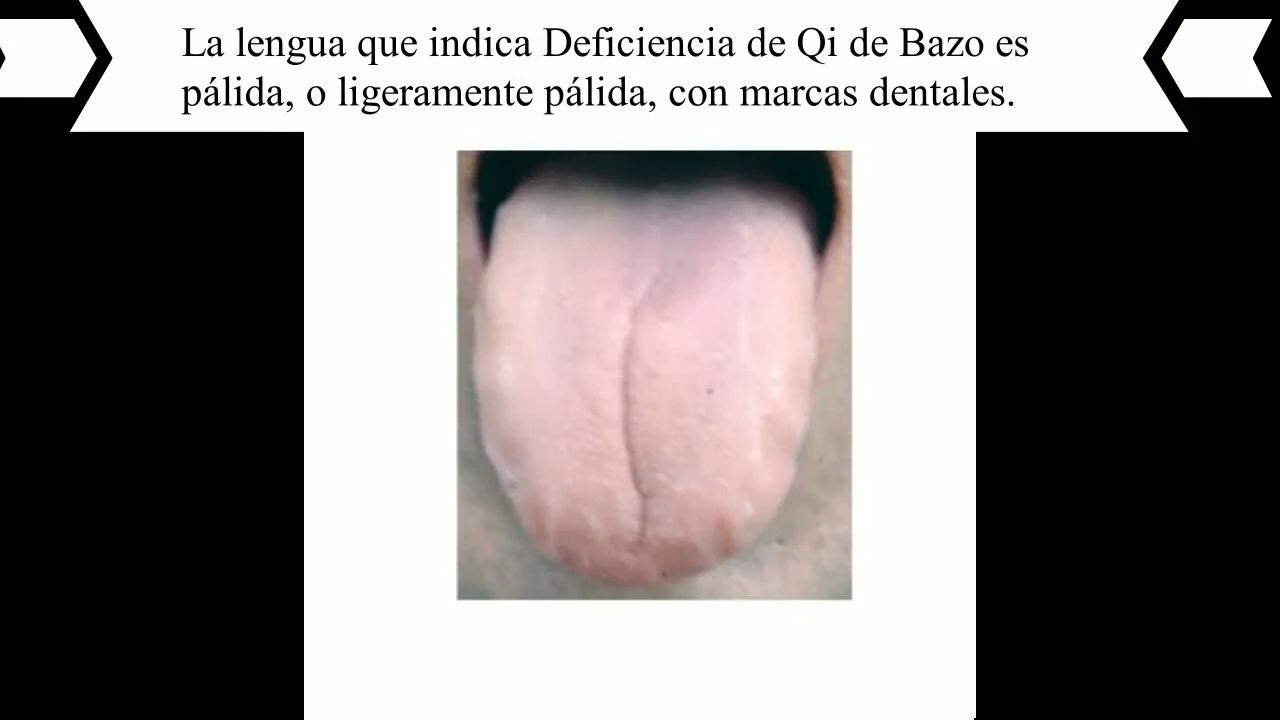 La lengua que indica Deficiencia de Qi de Bazo es
pálida, o ligeramente pálida, con marcas dentales.